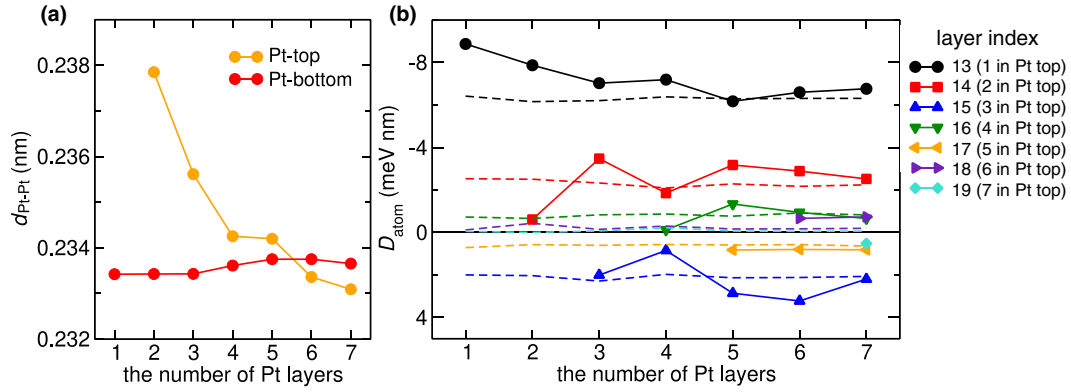 (a)
Pt-top
Pt-bottom
0.238
0.236
0.234
0.232
d_Pt-Pt (nm)
1 2 3 4 5 6 7
the number of Pt layers
(b)
-8
-4
0
4
D_atom (meV nm)
1 2 3 4 5 6 7
the number of Pt layers
layer index
13 (1 in Pt top)
14 (2 in Pt top)
15 (3 in Pt top)
16 (4 in Pt top)
17 (5 in Pt top)
18 (6 in Pt top)
19 (7 in Pt top)